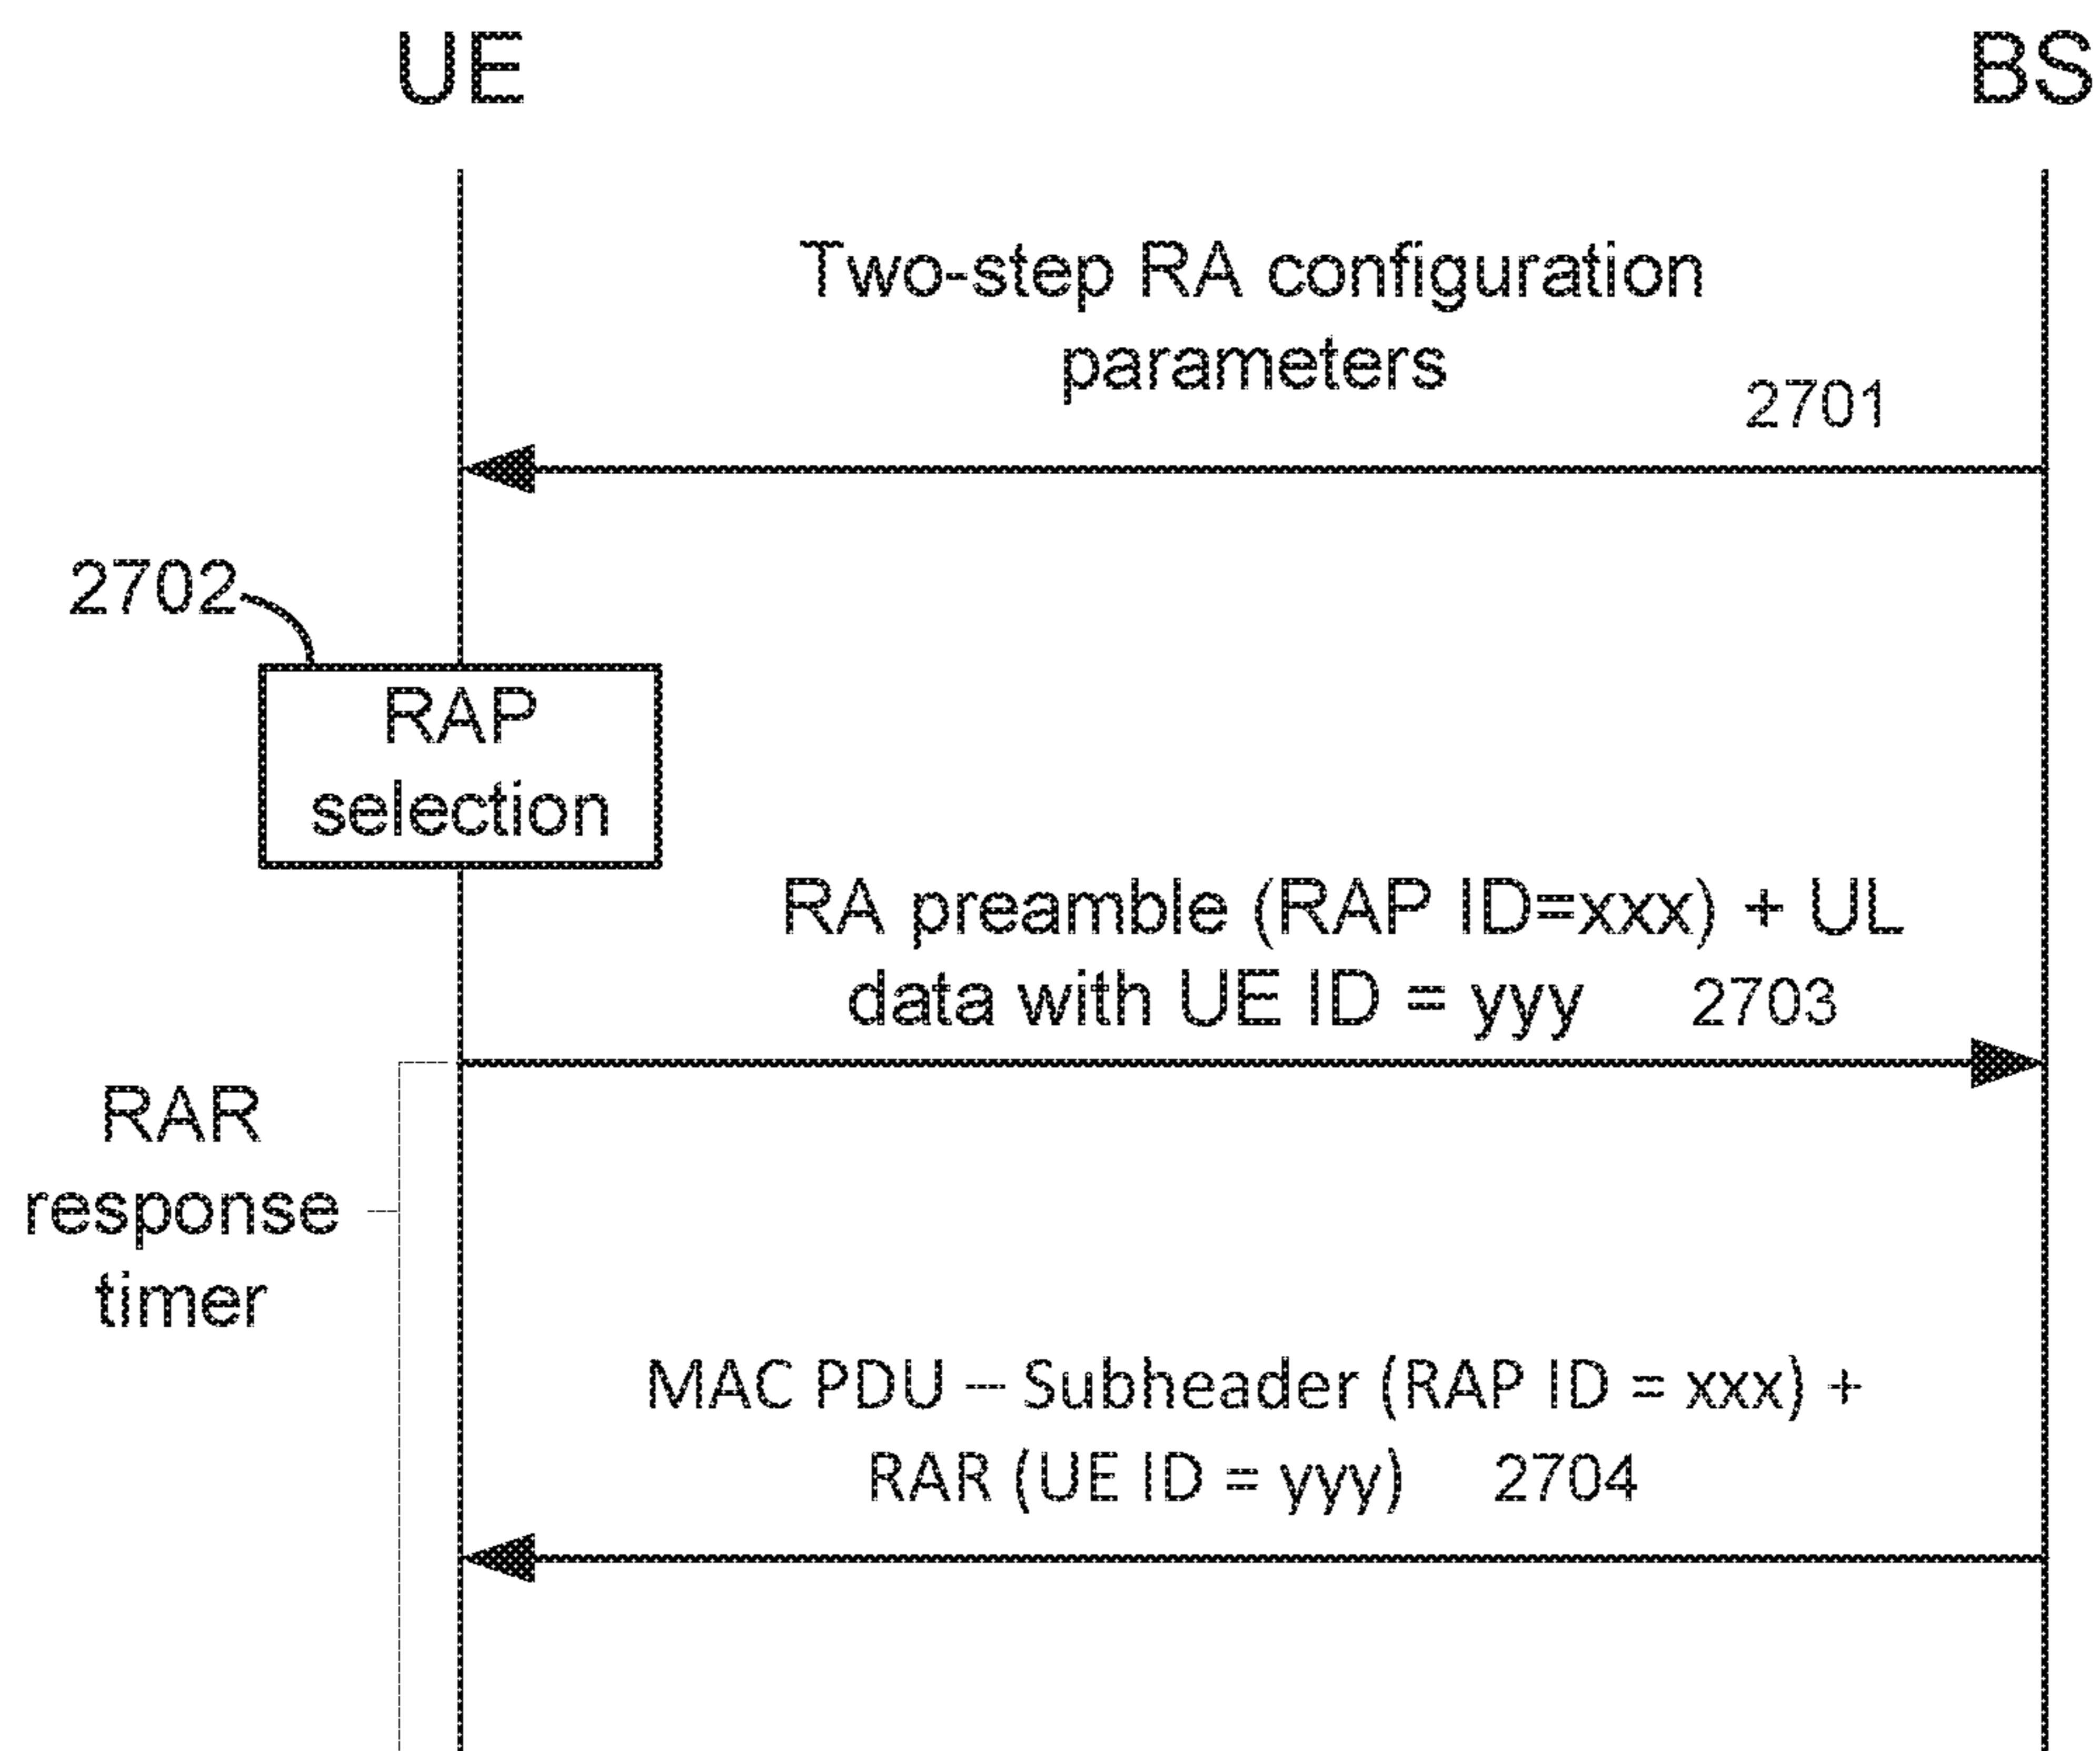 UE
BS
Two-step RA configuration
parameters
2701
2702
RAP
selection
RA preamble (RAP ID=xxx) + UL
data with UE ID = yyy 2703
RAR
response
timer
MAC PDU – Subheader (RAP ID = xxx) +
RAR (UE ID = yyy) 2704